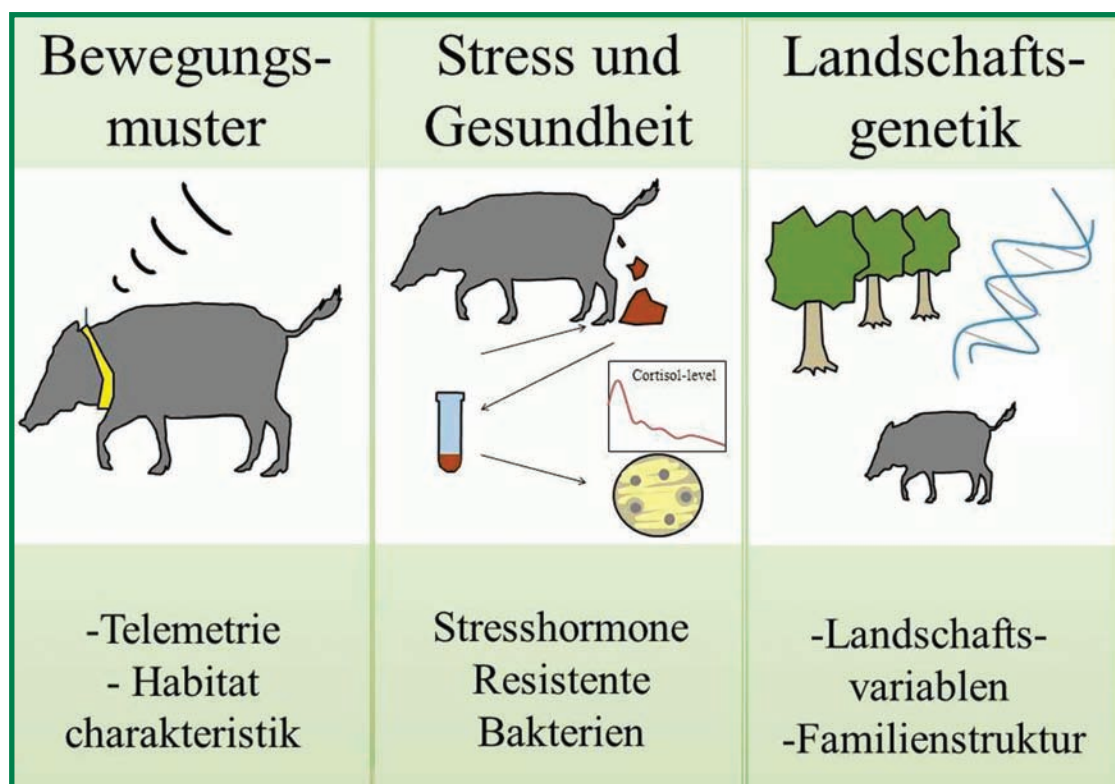 Bewegungs-
muster
Stress und
Gesundheit
Landschafts-
genetik
Cortisol-level
-Telemetrie
- Habitat
charakteristik
Stresshormone
Resistente
Bakterien
-Landschafts-
variablen
-Familienstruktur